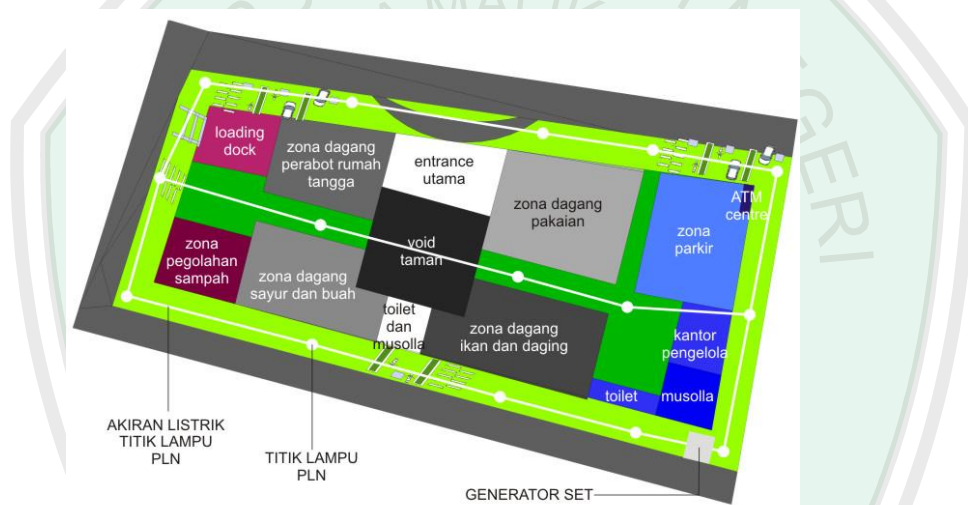 loading
dock
zona dagang
perabot rumah
tangga
entrance
utama
zona dagang
pakaian
ATM
centre
zona
parkir
void
taman
zona
pegolahan
sampah
zona dagang
sayur dan buah
toilet
dan
musolla
zona dagang
ikan dan daging
kantor
pengelola
toilet
musolla
AKIRAN LISTRIK
TITIK LAMPU
PLN
TITIK LAMPU
PLN
GENERATOR SET
GERI